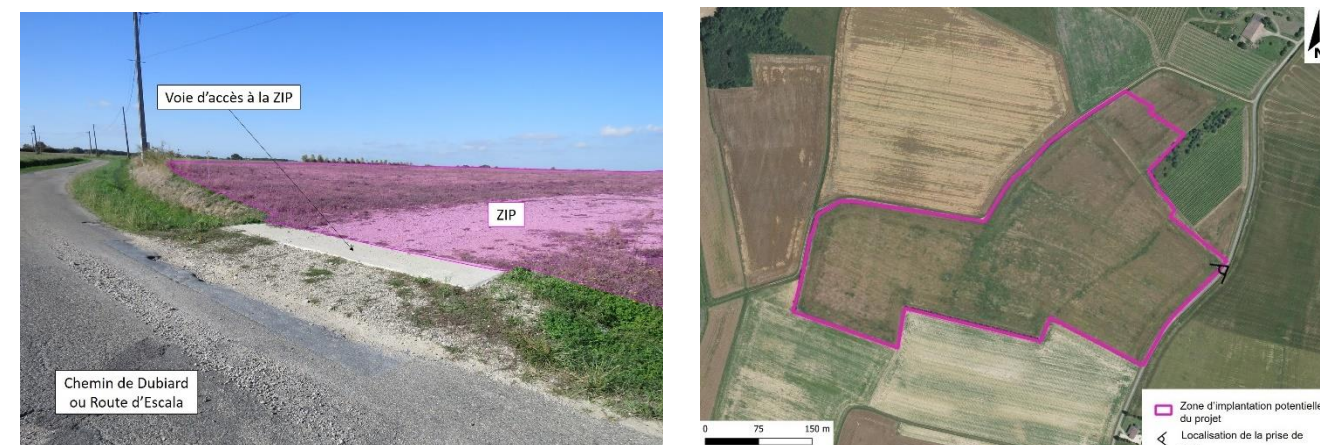 Voie d'accès à la ZIP
ZIP
Chemin de Dubiard
ou Route d'Escala
N
0 75 150 m
Zone d'implantation potentielle
du projet
Localisation de la prise de